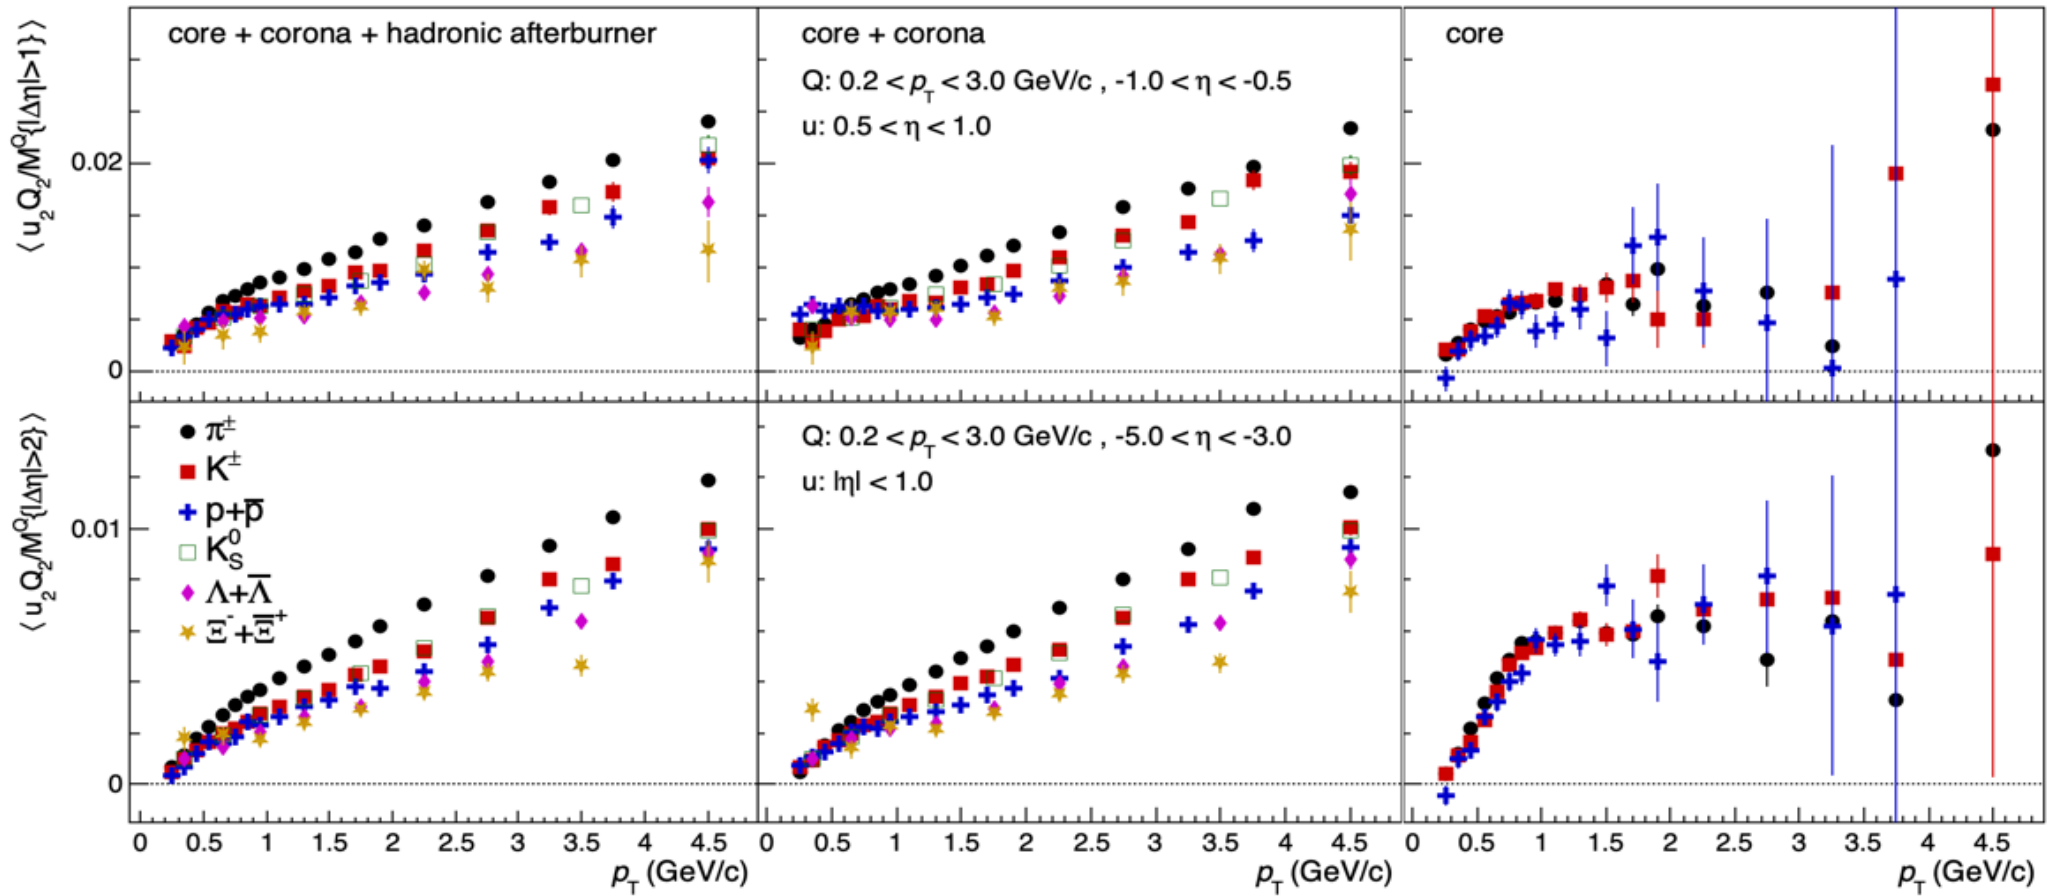 core + corona + hadronic afterburner
core + corona
core
Q: 0.2 < p_T < 3.0 GeV/c , -1.0 < η < -0.5
u: 0.5 < η < 1.0
⟨u₂Q₂/M^Q{|Δη|>1}⟩
0.02
0
Q: 0.2 < p_T < 3.0 GeV/c , -5.0 < η < -3.0
u: |η| < 1.0
⟨u₂Q₂/M^Q{|Δη|>2}⟩
π±
K±
p+p̅
K⁰_S
Λ+Λ̅
Ξ⁻+Ξ̅⁺
0.01
0
0 0.5 1 1.5 2 2.5 3 3.5 4 4.5
0 0.5 1 1.5 2 2.5 3 3.5 4 4.5
0 0.5 1 1.5 2 2.5 3 3.5 4 4.5
p_T (GeV/c)
p_T (GeV/c)
p_T (GeV/c)